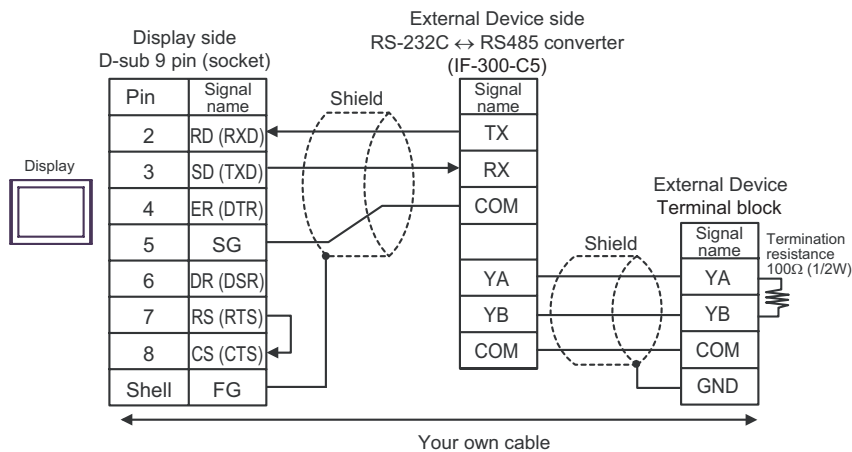 External Device side
RS-232C ↔ RS485 converter
(IF-300-C5)
Display side
D-sub 9 pin (socket)
Pin
Signal
name
2
RD (RXD)
3
SD (TXD)
4
ER (DTR)
5
SG
6
DR (DSR)
7
RS (RTS)
8
CS (CTS)
Shell
FG
Display
Shield
Signal
name
TX
RX
COM
YA
YB
COM
Shield
External Device
Terminal block
Signal
name
YA
YB
COM
GND
Termination
resistance
100Ω (1/2W)
Your own cable